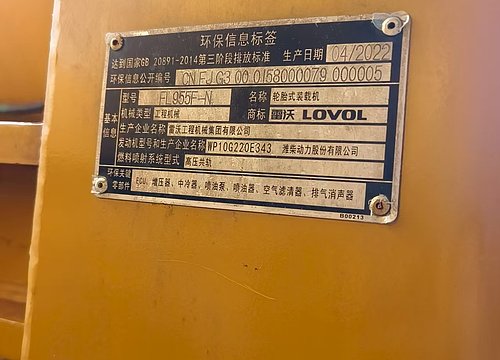 环保信息标签
达到国家GB 20891-2014第三阶段排放标准 生产日期 04/2022
环保信息公开编号 CN FJ G3 00 0J68000079 000005
基本信息
型号 FL955F-N 名称 轮胎式装载机
机械类型 工程机械 商标 雷沃 LOVOL
生产企业名称 雷沃工程机械集团有限公司
发动机型号和生产企业名称 WP10G220E343 潍柴动力股份有限公司
燃料喷射系统型式 高压共轨
环保关键零部件 ECU、增压器、中冷器、喷油泵、喷油器、空气滤清器、排气消声器
B00213